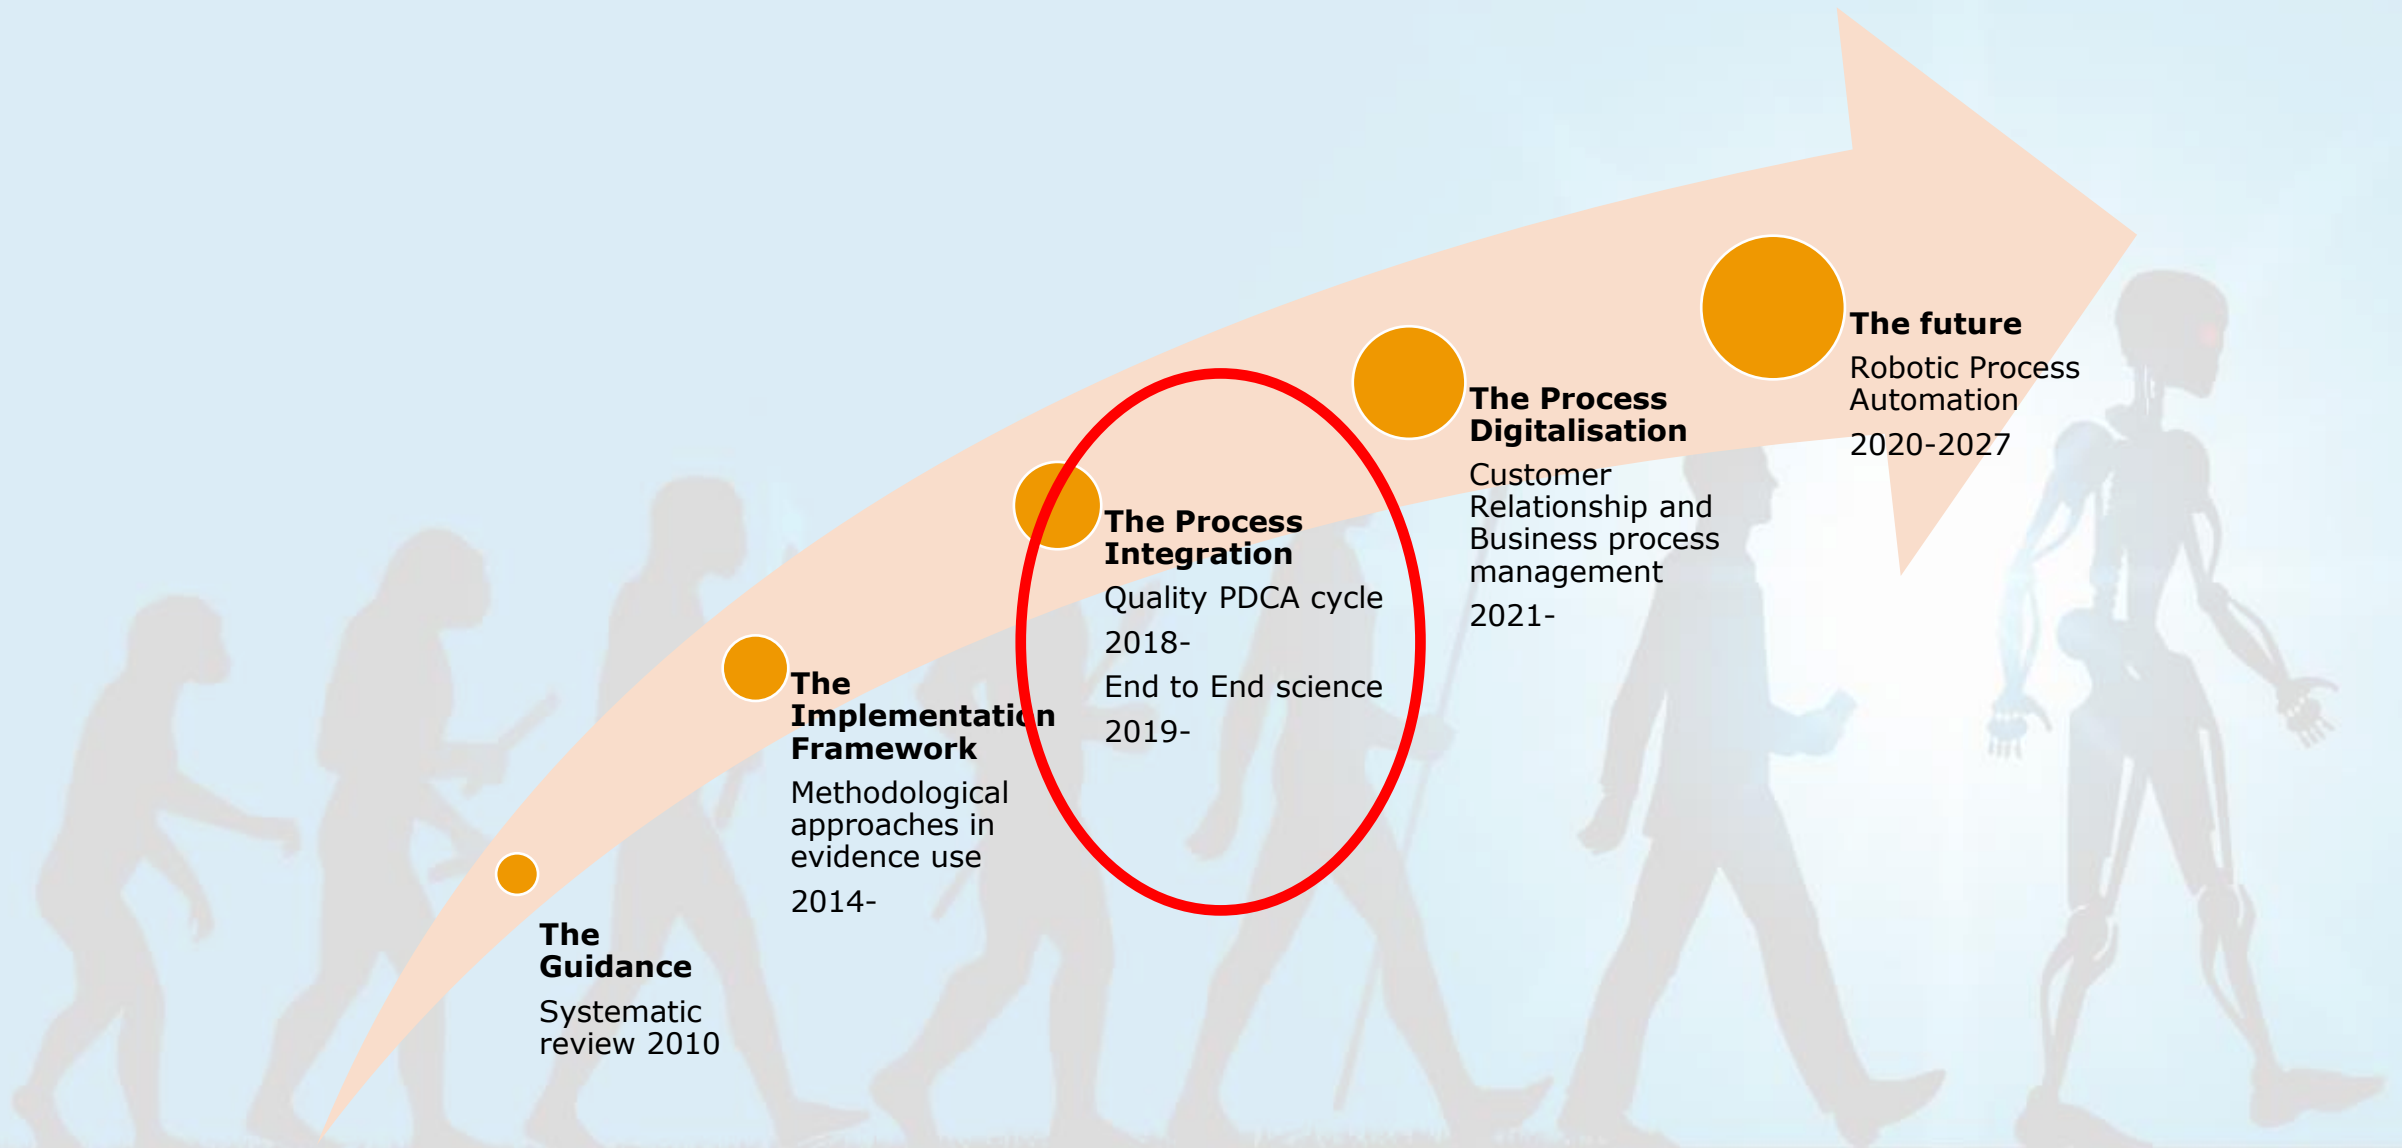 The
Guidance
Systematic
review 2010
The
Implementation
Framework
Methodological
approaches in
evidence use
2014-
The Process
Integration
Quality PDCA cycle
2018-
End to End science
2019-
The Process
Digitalisation
Customer
Relationship and
Business process
management
2021-
The future
Robotic Process
Automation
2020-2027